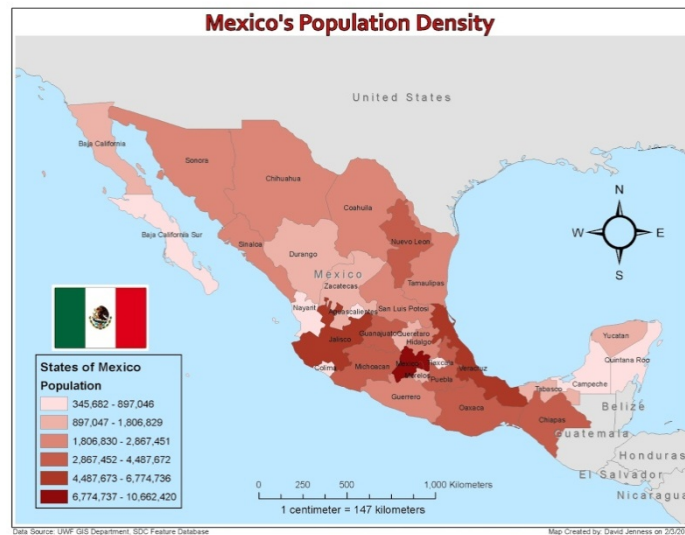 Mexico's Population Density
United States
Baja California
Sonora
Chihuahua
Coahuila
Baja California Sur
Sinaloa
Durango
Nuevo Leon
Mexico
Zacatecas
Tamaulipas
San Luis Potosi
Nayarit
Aguascalientes
Jalisco
Guanajuato
Queretaro
Hidalgo
Colima
Michoacan
Mexico
Tlaxcala
Morelos
Puebla
Veracruz
Guerrero
Oaxaca
Tabasco
Chiapas
Campeche
Yucatan
Quintana Roo
Belize
Guatemala
Honduras
El Salvador
Nicaragua
N
W
E
S
States of Mexico
Population
345,682 - 897,046
897,047 - 1,806,829
1,806,830 - 2,867,451
2,867,452 - 4,487,672
4,487,673 - 6,774,736
6,774,737 - 10,662,420
0 250 500 1,000 Kilometers
1 centimeter = 147 kilometers
Data Source: UWF GIS Department, SDC Feature Database
Map Created by: David Jenness on 2/3/20